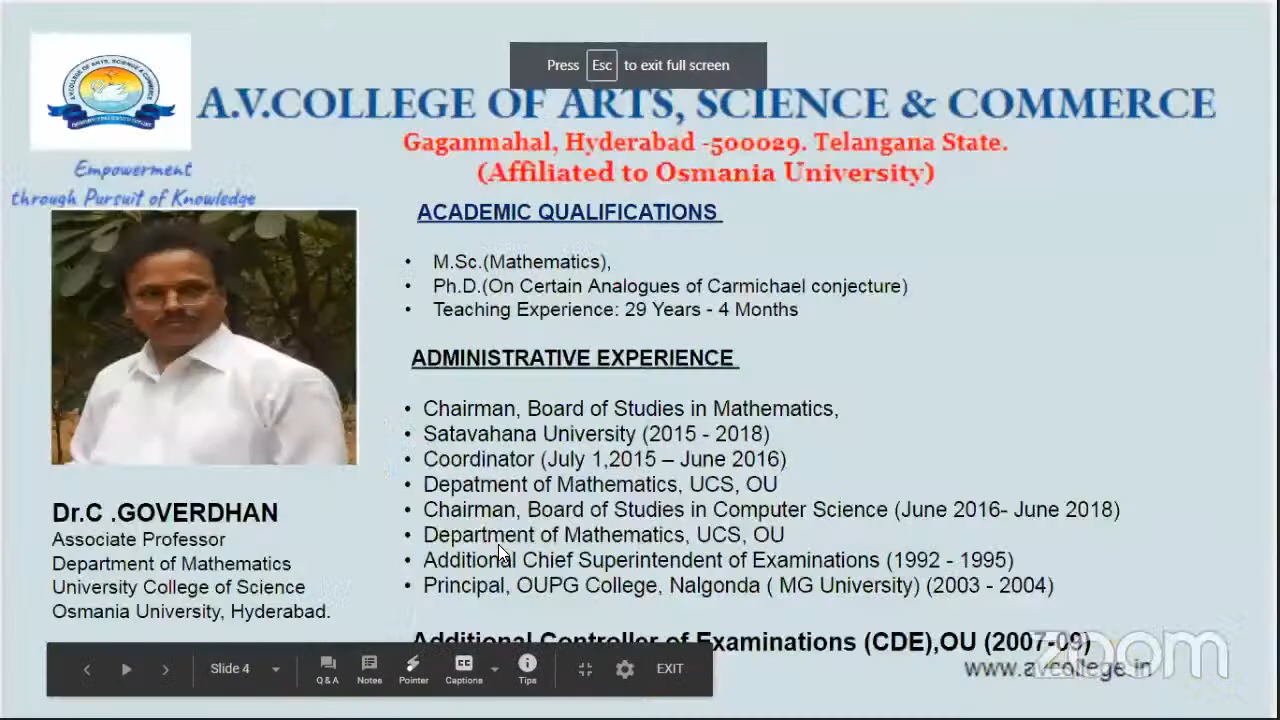 Press Esc to exit full screen
A.V.COLLEGE OF ARTS, SCIENCE & COMMERCE
Gaganmahal, Hyderabad -500029. Telangana State.
(Affiliated to Osmania University)
Empowerment
through Pursuit of Knowledge
ACADEMIC QUALIFICATIONS
• M.Sc.(Mathematics),
• Ph.D.(On Certain Analogues of Carmichael conjecture)
• Teaching Experience: 29 Years - 4 Months
ADMINISTRATIVE EXPERIENCE
• Chairman, Board of Studies in Mathematics,
• Satavahana University (2015 - 2018)
• Coordinator (July 1,2015 – June 2016)
• Depatment of Mathematics, UCS, OU
• Chairman, Board of Studies in Computer Science (June 2016- June 2018)
• Department of Mathematics, UCS, OU
• Additional Chief Superintendent of Examinations (1992 - 1995)
• Principal, OUPG College, Nalgonda ( MG University) (2003 - 2004)
Additional Controller of Examinations (CDE),OU (2007-09)
Dr.C .GOVERDHAN
Associate Professor
Department of Mathematics
University College of Science
Osmania University, Hyderabad.
Slide 4
Q&A
Notes
Pointer
Captions
Tips
EXIT
www.avcollege.in
zoom